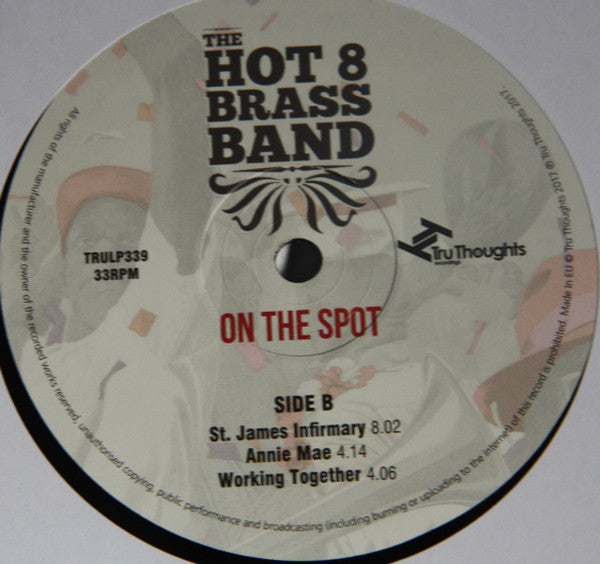 THE
HOT 8
BRASS
BAND
TRULP339
33RPM
TruThoughts
recordings
ON THE SPOT
SIDE B
St. James Infirmary 8.02
Annie Mae 4.14
Working Together 4.06
All rights of the manufacturer and the owner of the recorded works reserved, unauthorised copying, public performance and broadcasting (including burning or uploading to the internet) of this record is prohibited. Made in EU © Tru Thoughts 2017 ℗ Tru Thoughts 2017.